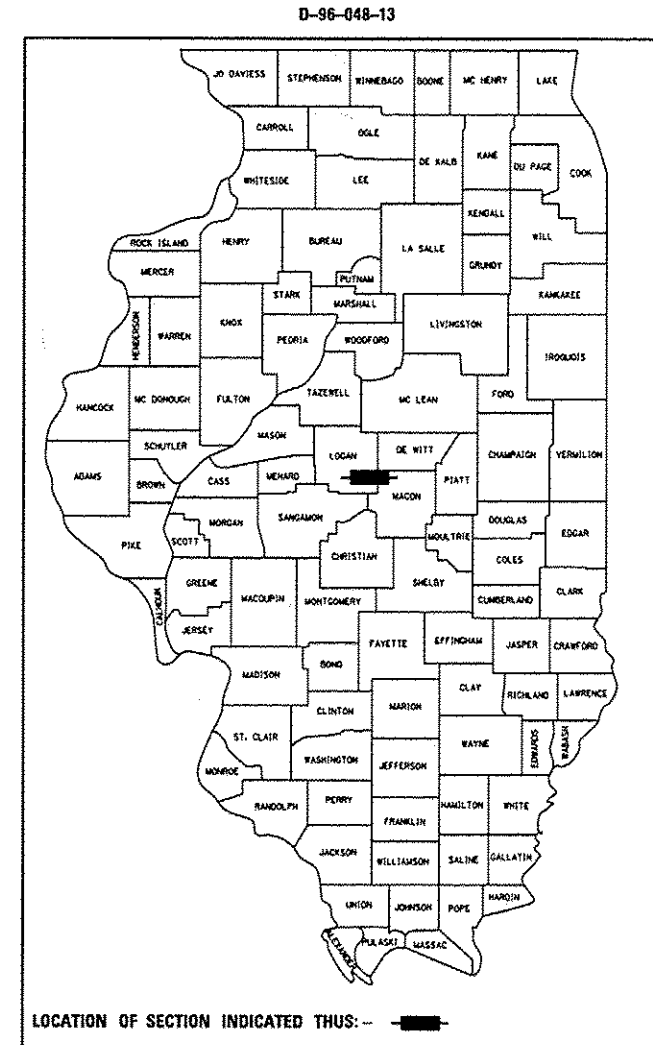 D-96-048-13
JO DAVIESS STEPHENSON WINNEBAGO BOONE MC HENRY LAKE
CARROLL OGLE DE KALB KANE DU PAGE COOK
WHITESIDE LEE
KENDALL WILL
ROCK ISLAND HENRY BUREAU LA SALLE GRUNDY
MERCER PUTNAM KANKAKEE
STARK MARSHALL
HENDERSON WARREN KNOX PEORIA WOODFORD LIVINGSTON IROQUOIS
HANCOCK MC DONOUGH FULTON TAZEWELL MC LEAN FORD
MASON
SCHUYLER LOGAN DE WITT CHAMPAIGN VERMILION
ADAMS BROWN CASS MENARD MACON PIATT
MORGAN SANGAMON DOUGLAS
PIKE SCOTT CHRISTIAN MOULTRIE COLES EDGAR
GREENE MACOUPIN MONTGOMERY SHELBY CUMBERLAND CLARK
CALHOUN JERSEY
FAYETTE EFFINGHAM JASPER CRAWFORD
MADISON BOND
CLAY RICHLAND LAWRENCE
CLINTON MARION
ST. CLAIR WAYNE EDWARDS WABASH
WASHINGTON JEFFERSON
MONROE
RANDOLPH PERRY HAMILTON WHITE
FRANKLIN
JACKSON WILLIAMSON SALINE GALLATIN
UNION JOHNSON POPE HARDIN
ALEXANDER PULASKI MASSAC
LOCATION OF SECTION INDICATED THUS: -